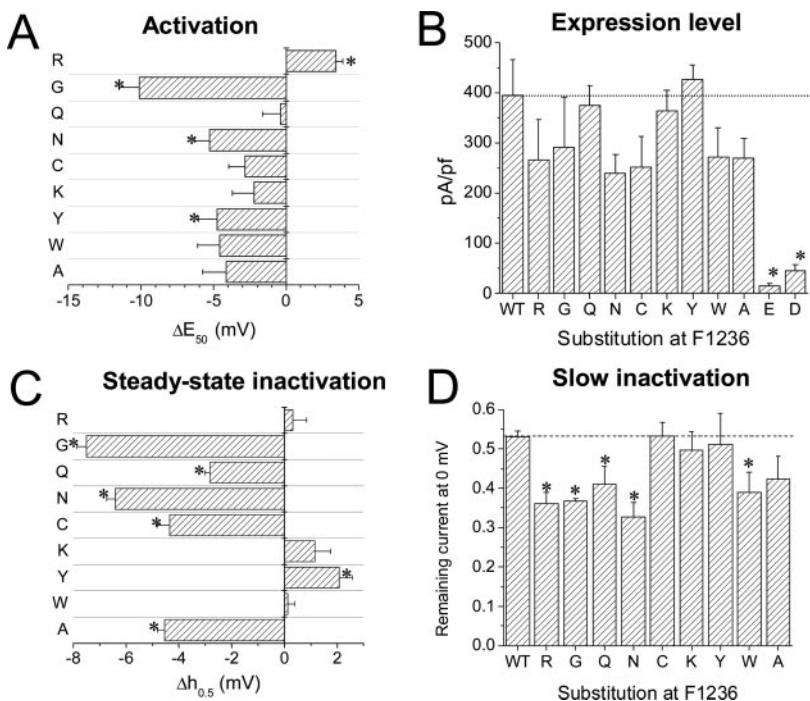 A
Activation
R
*
*
G
Q
*
N
C
K
*
Y
W
A
-15 -10 -5 0 5
ΔE50 (mV)
B
Expression level
500
400
300
200
100
0
pA/pf
* *
WT R G Q N C K Y W A E D
Substitution at F1236
C
Steady-state inactivation
R
G*
Q *
N *
C *
K
Y *
W
A *
-8 -6 -4 -2 0 2
Δh0.5 (mV)
D
Slow inactivation
0.6
0.5
0.4
0.3
0.2
0.1
0.0
Remaining current at 0 mV
* * * * *
WT R G Q N C K Y W A
Substitution at F1236